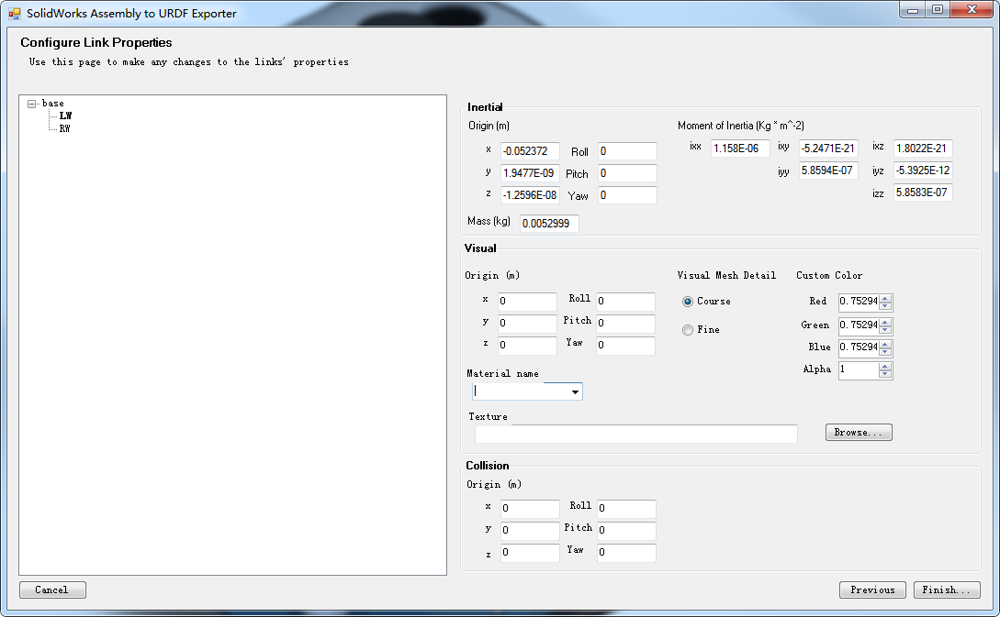 SolidWorks Assembly to URDF Exporter
Configure Link Properties
Use this page to make any changes to the links' properties
base
LW
RW
Inertial
Origin (m)
Moment of Inertia (Kg * m^-2)
x -0.052372 Roll 0
ixx 1.158E-06 ixy -5.2471E-21 ixz 1.8022E-21
y 1.9477E-09 Pitch 0
iyy 5.8594E-07 iyz -5.3925E-12
z -1.2596E-08 Yaw 0
izz 5.8583E-07
Mass (kg) 0.0052999
Visual
Origin (m)
Visual Mesh Detail
Custom Color
x 0 Roll 0
Course
Red 0.75294
y 0 Pitch 0
Green 0.75294
Fine
z 0 Yaw 0
Blue 0.75294
Alpha 1
Material name
Texture
Browse...
Collision
Origin (m)
x 0 Roll 0
y 0 Pitch 0
z 0 Yaw 0
Cancel
Previous
Finish...